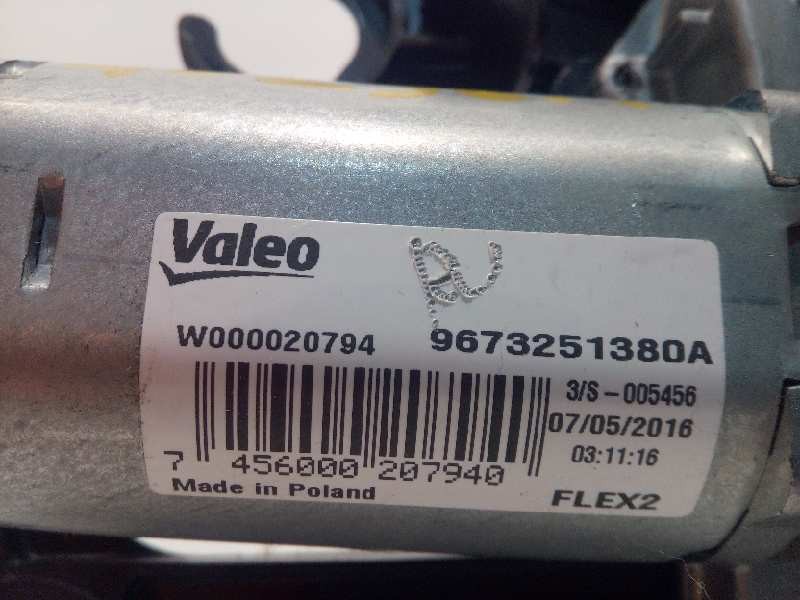 Valeo
W000020794 9673251380A
3/S-005456
07/05/2016
03:11:16
7 456000 207940
Made in Poland
FLEX2